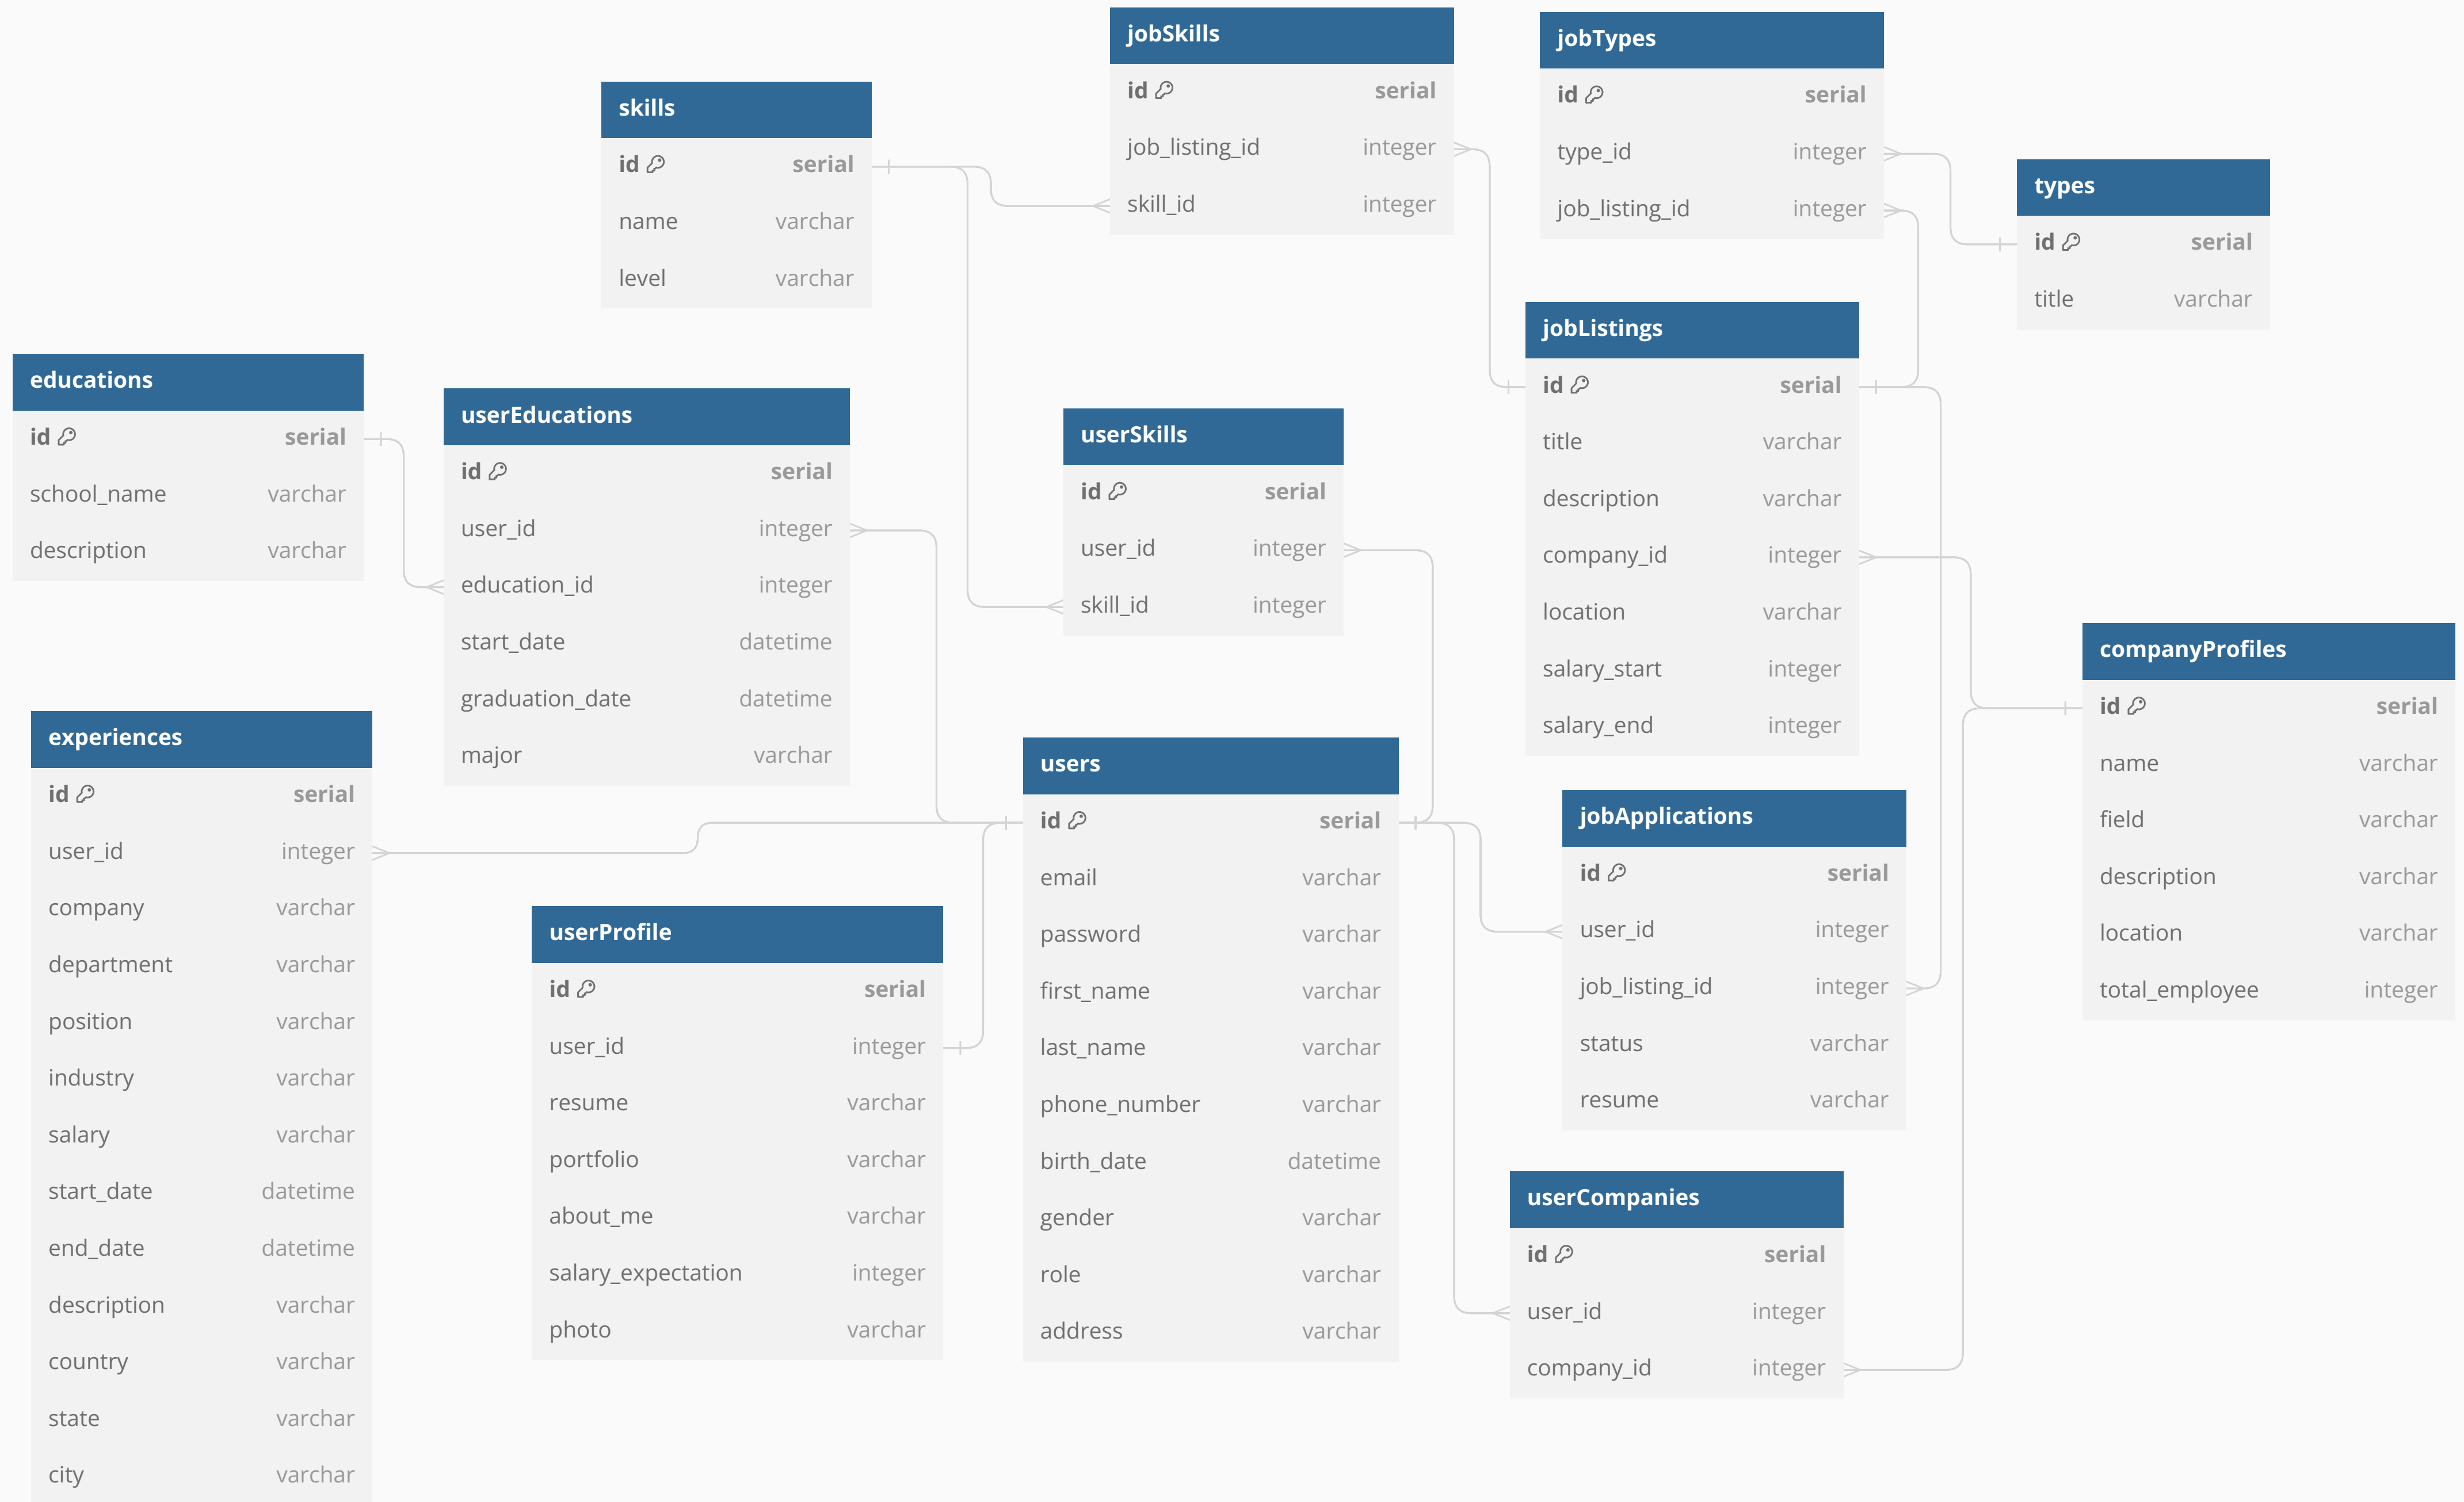 jobSkills
id serial
job_listing_id integer
skill_id integer
jobTypes
id serial
type_id integer
job_listing_id integer
skills
id serial
name varchar
level varchar
types
id serial
title varchar
jobListings
id serial
title varchar
description varchar
company_id integer
location varchar
salary_start integer
salary_end integer
educations
id serial
school_name varchar
description varchar
userEducations
id serial
user_id integer
education_id integer
start_date datetime
graduation_date datetime
major varchar
userSkills
id serial
user_id integer
skill_id integer
companyProfiles
id serial
name varchar
field varchar
description varchar
location varchar
total_employee integer
experiences
id serial
user_id integer
company varchar
department varchar
position varchar
industry varchar
salary varchar
start_date datetime
end_date datetime
description varchar
country varchar
state varchar
city varchar
users
id serial
email varchar
password varchar
first_name varchar
last_name varchar
phone_number varchar
birth_date datetime
gender varchar
role varchar
address varchar
jobApplications
id serial
user_id integer
job_listing_id integer
status varchar
resume varchar
userProfile
id serial
user_id integer
resume varchar
portfolio varchar
about_me varchar
salary_expectation integer
photo varchar
userCompanies
id serial
user_id integer
company_id integer